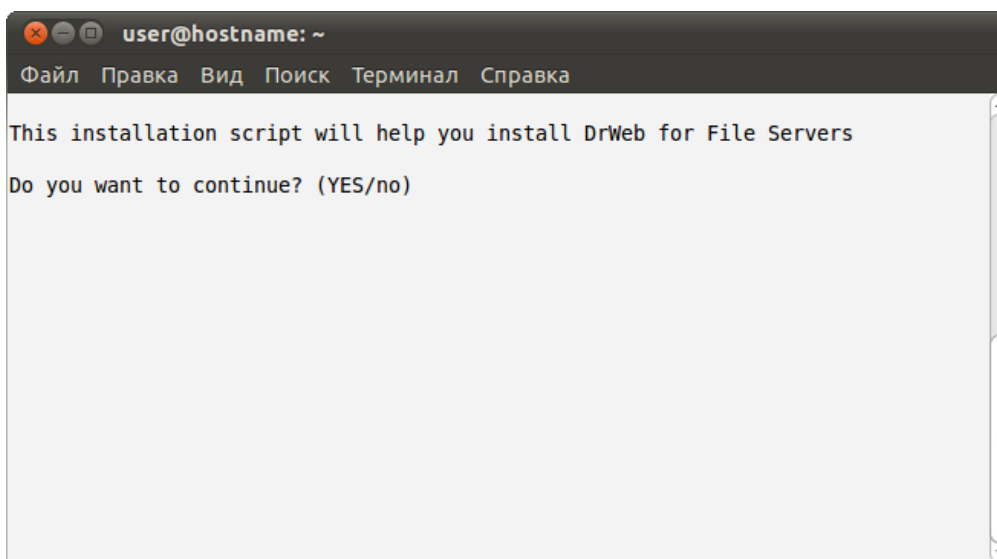 user@hostname: ~
Файл Правка Вид Поиск Терминал Справка
This installation script will help you install DrWeb for File Servers
Do you want to continue? (YES/no)